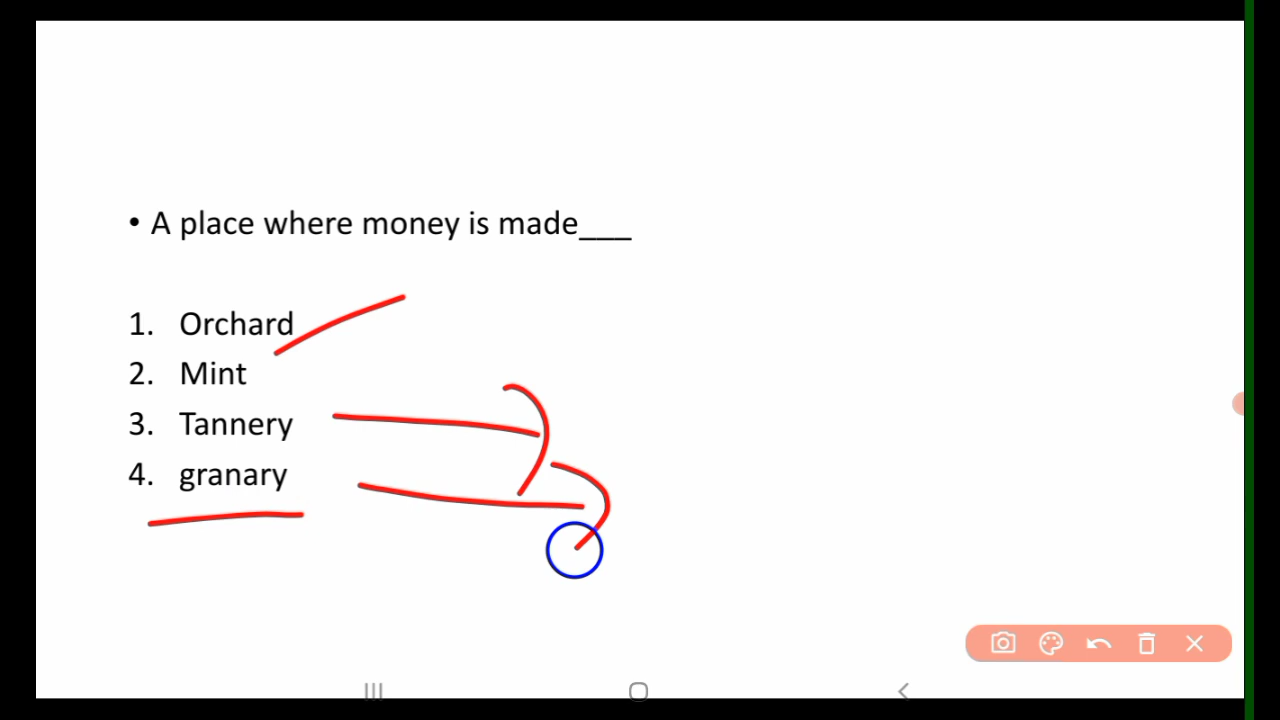 • A place where money is made___
1. Orchard
2. Mint
3. Tannery
4. granary